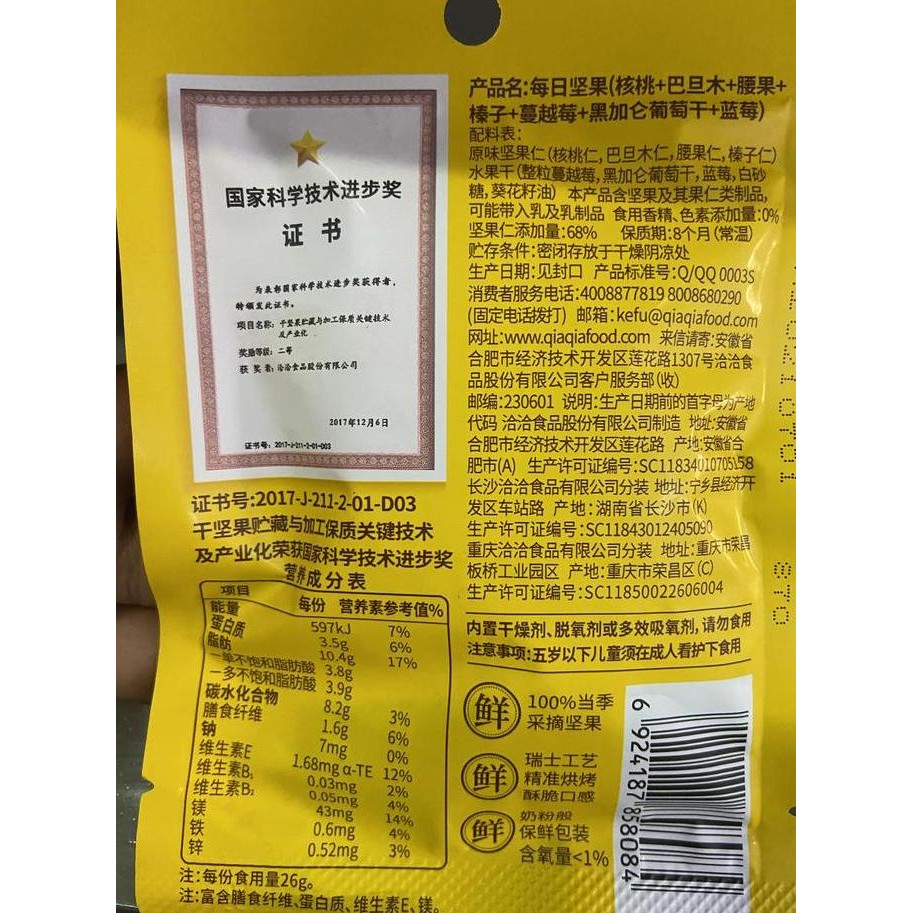 国家科学技术进步奖
证书
为表彰国家科学技术进步奖获得者,
特颁发此证书。
项目名称: 干坚果贮藏与加工保质关键技术
及产业化
奖励等级: 二等
获 奖 者: 洽洽食品股份有限公司
2017年12月6日
证书号: 2017-J-211-2-01-D03
证书号:2017-J-211-2-01-D03
干坚果贮藏与加工保质关键技术
及产业化荣获国家科学技术进步奖
营养成分表
项目 每份 营养素参考值%
能量 597kJ 7%
蛋白质 3.5g 6%
脂肪 10.4g 17%
—单不饱和脂肪酸 3.8g
—多不饱和脂肪酸 3.9g
碳水化合物 8.2g 3%
膳食纤维 1.6g 6%
钠 7mg 0%
维生素E 1.68mg α-TE 12%
维生素B₁ 0.03mg 2%
维生素B₂ 0.05mg 4%
镁 43mg 14%
铁 0.6mg 4%
锌 0.52mg 3%
注:每份食用量26g。
注:富含膳食纤维、蛋白质、维生素E、镁。
产品名:每日坚果(核桃+巴旦木+腰果+
榛子+蔓越莓+黑加仑葡萄干+蓝莓)
配料表:
原味坚果仁(核桃仁,巴旦木仁,腰果仁,榛子仁)
水果干(整粒蔓越莓,黑加仑葡萄干,蓝莓,白砂
糖,葵花籽油) 本产品含坚果及其果仁类制品,
可能带入乳及乳制品 食用香精、色素添加量:0%
坚果仁添加量:68% 保质期:8个月(常温)
贮存条件:密闭存放于干燥阴凉处
生产日期:见封口 产品标准号:Q/QQ 0003S
消费者服务电话:4008877819 8008680290
(固定电话拨打) 邮箱:kefu@qiaqiafood.com
网址:www.qiaqiafood.com 来信请寄:安徽省
合肥市经济技术开发区莲花路1307号洽洽食
品股份有限公司客户服务部(收)
邮编:230601 说明:生产日期前的首字母为产地
代码 洽洽食品股份有限公司制造 地址:安徽省
合肥市经济技术开发区莲花路 产地:安徽省合
肥市(A) 生产许可证编号:SC11834010705158
长沙洽洽食品有限公司分装 地址:宁乡县经济开
发区车站路 产地:湖南省长沙市(K)
生产许可证编号:SC11843012405090
重庆洽洽食品有限公司分装 地址:重庆市荣昌
板桥工业园区 产地:重庆市荣昌区(C)
生产许可证编号:SC11850022606004
内置干燥剂、脱氧剂或多效吸氧剂,请勿食用
注意事项:五岁以下儿童须在成人看护下食用
鲜 100%当季
采摘坚果
鲜 瑞士工艺
精准烘烤
酥脆口感
鲜 奶粉般
保鲜包装
含氧量<1%
6 924187 858084